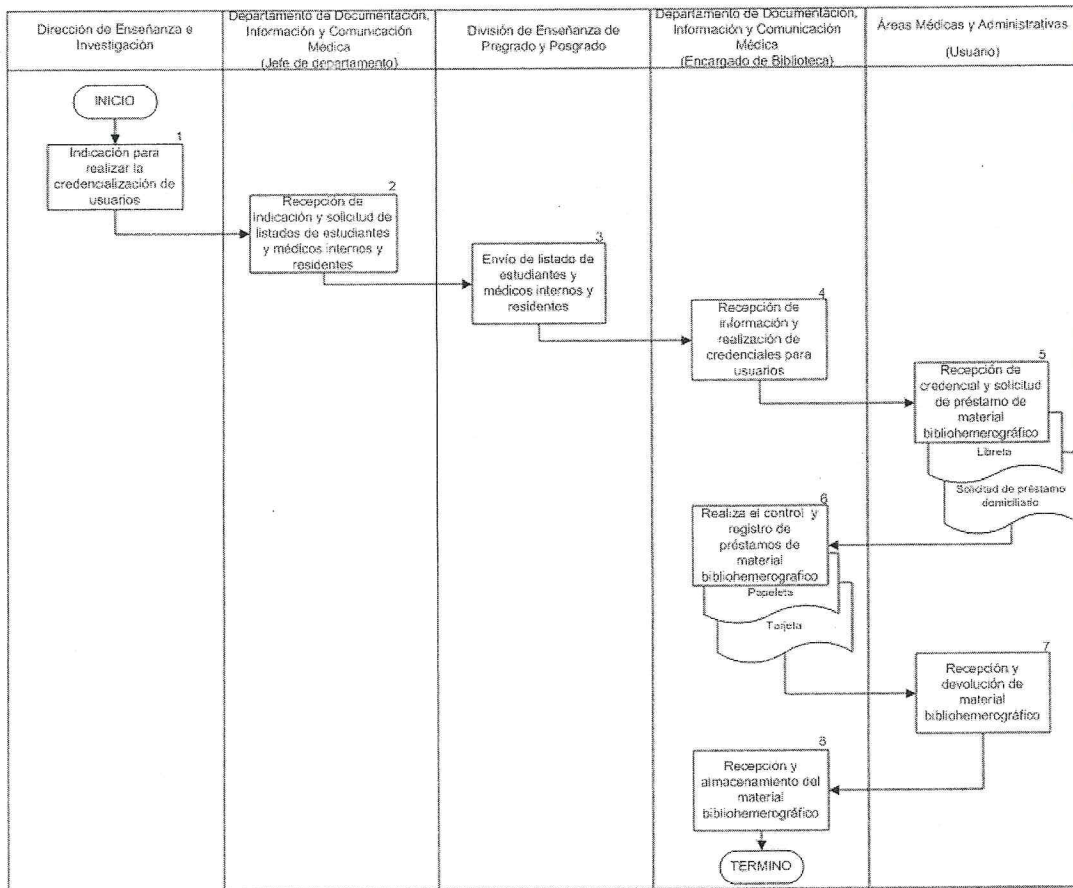 Dirección de Enseñanza e
Investigación
Departamento de Documentación,
Información y Comunicación
Médica
(Jefe de departamento)
División de Enseñanza de
Pregrado y Posgrado
Departamento de Documentación,
Información y Comunicación
Médica
(Encargado de Biblioteca)
Áreas Médicas y Administrativas
(Usuario)
INICIO
1
Indicación para
realizar la
credencialización de
usuarios
2
Recepción de
indicación y solicitud de
listados de estudiantes
y médicos internos y
residentes
3
Envío de listado de
estudiantes y
médicos internos y
residentes
4
Recepción de
información y
realización de
credenciales para
usuarios
5
Recepción de
credencial y solicitud
de préstamo de
material
bibliohemerográfico
Libreta
Solicitud de préstamo
domiciliario
6
Realiza el control y
registro de
préstamos de
material
bibliohemerografico
Papeleta
Tarjeta
7
Recepción y
devolución de
material
bibliohemerográfico
8
Recepción y
almacenamiento del
material
bibliohemerográfico
TERMINO